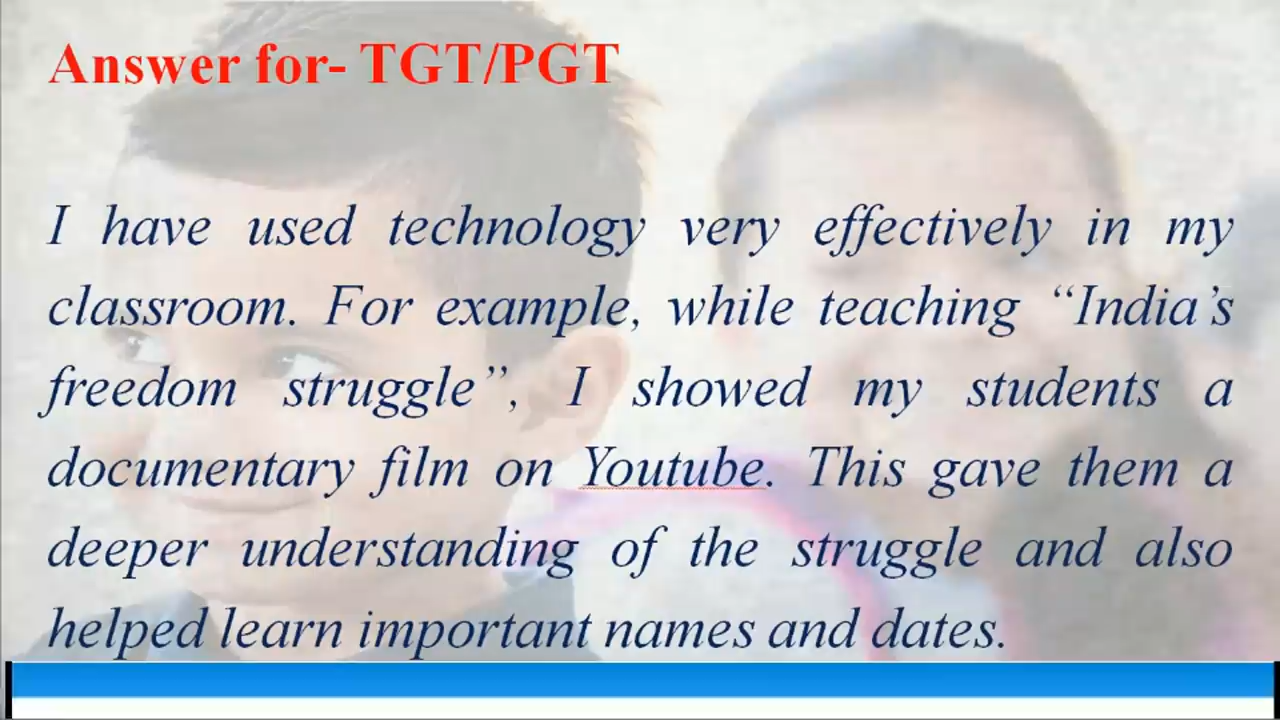 Answer for- TGT/PGT
I have used technology very effectively in my
classroom. For example, while teaching “India’s
freedom struggle”, I showed my students a
documentary film on Youtube. This gave them a
deeper understanding of the struggle and also
helped learn important names and dates.